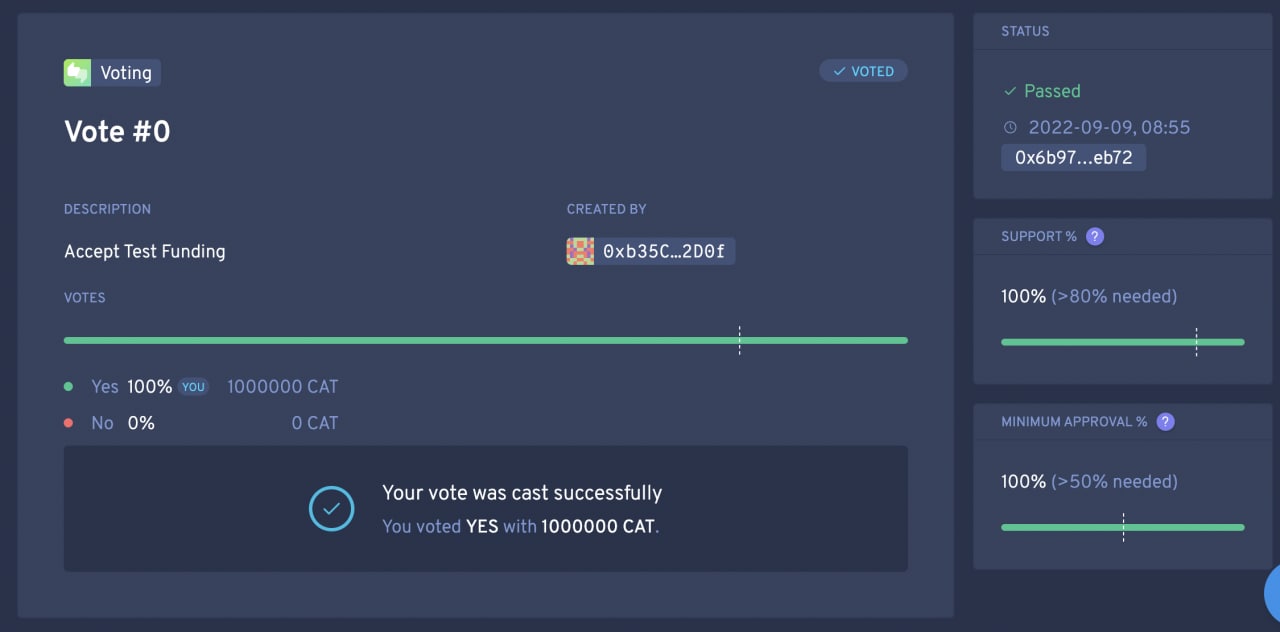 Voting
VOTED
Vote #0
DESCRIPTION
CREATED BY
Accept Test Funding
0xb35C…2D0f
VOTES
Yes 100% YOU 1000000 CAT
No 0% 0 CAT
Your vote was cast successfully
You voted YES with 1000000 CAT.
STATUS
Passed
2022-09-09, 08:55
0x6b97…eb72
SUPPORT % ?
100% (>80% needed)
MINIMUM APPROVAL % ?
100% (>50% needed)